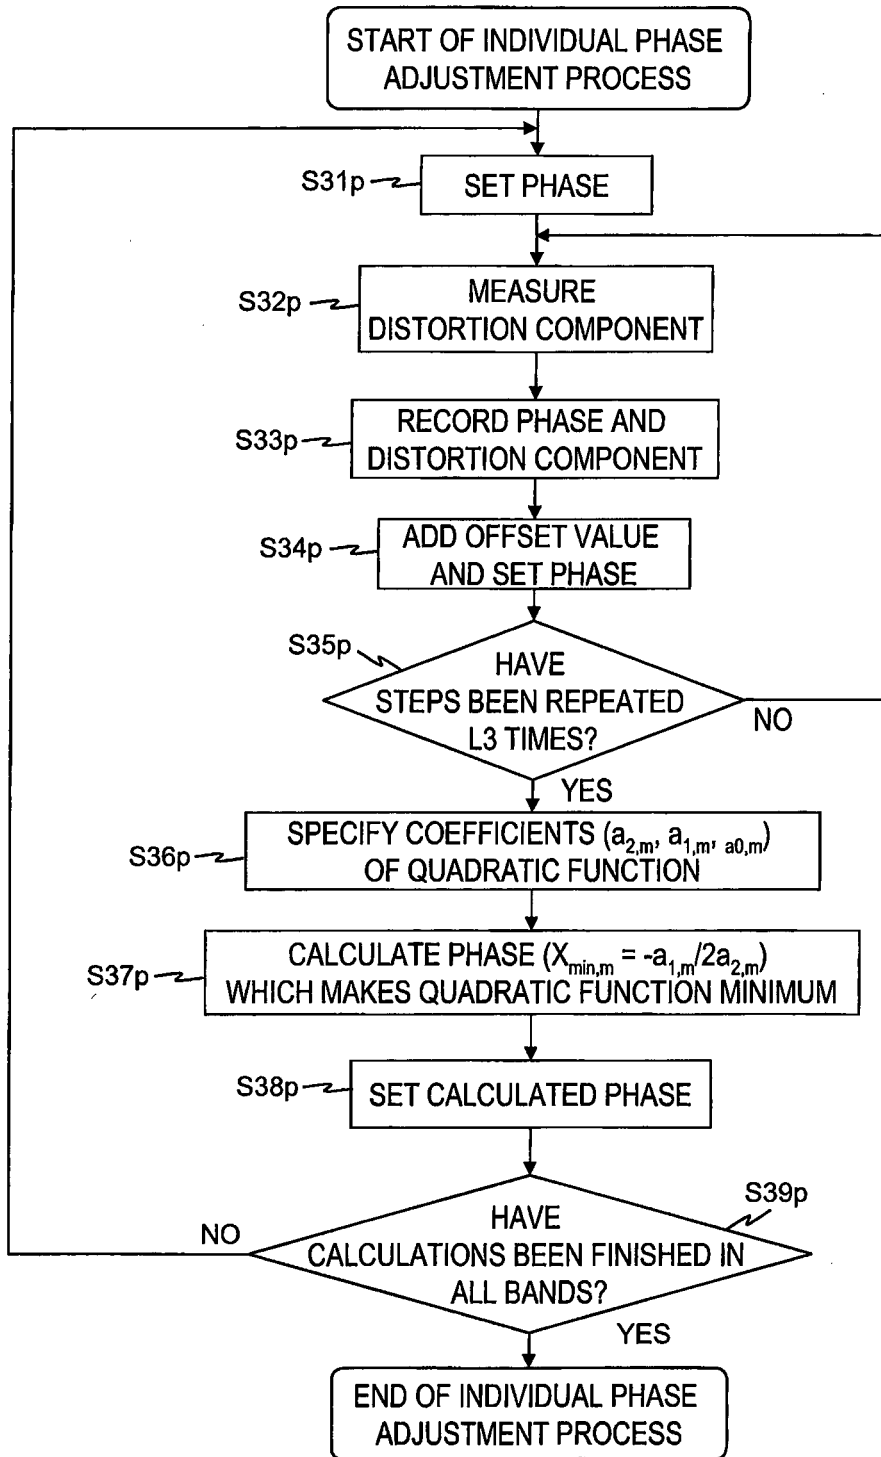 START OF INDIVIDUAL PHASE
ADJUSTMENT PROCESS
S31p
SET PHASE
S32p
MEASURE
DISTORTION COMPONENT
S33p
RECORD PHASE AND
DISTORTION COMPONENT
S34p
ADD OFFSET VALUE
AND SET PHASE
S35p
HAVE
STEPS BEEN REPEATED
L3 TIMES?
NO
YES
S36p
SPECIFY COEFFICIENTS (a2,m, a1,m, a0,m)
OF QUADRATIC FUNCTION
S37p
CALCULATE PHASE (Xmin,m = -a1,m/2a2,m)
WHICH MAKES QUADRATIC FUNCTION MINIMUM
S38p
SET CALCULATED PHASE
S39p
NO
HAVE
CALCULATIONS BEEN FINISHED IN
ALL BANDS?
YES
END OF INDIVIDUAL PHASE
ADJUSTMENT PROCESS